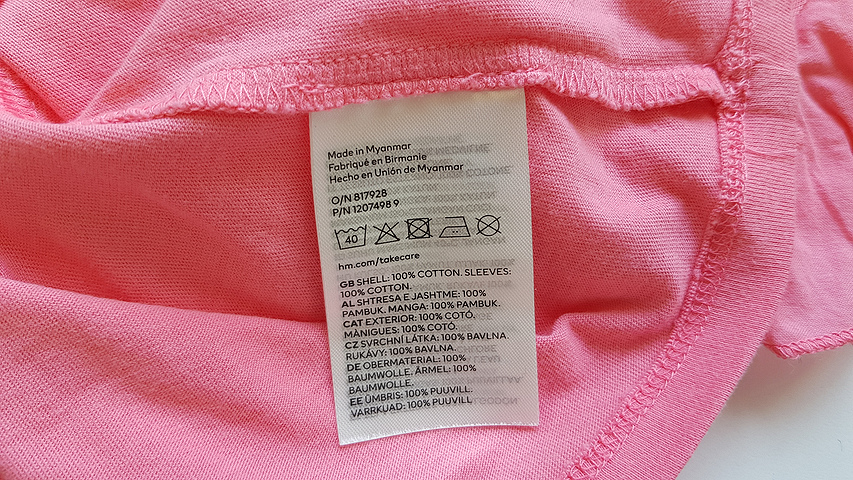 Made in Myanmar
Fabriqué en Birmanie
Hecho en Unión de Myanmar
O/N 817928
P/N 1207498 9
40
hm.com/takecare
GB SHELL: 100% COTTON. SLEEVES:
100% COTTON.
AL SHTRESA E JASHTME: 100%
PAMBUK. MANGA: 100% PAMBUK.
CAT EXTERIOR: 100% COTÓ.
MÀNIGUES: 100% COTÓ.
CZ SVRCHNÍ LÁTKA: 100% BAVLNA.
RUKÁVY: 100% BAVLNA.
DE OBERMATERIAL: 100%
BAUMWOLLE. ÄRMEL: 100%
BAUMWOLLE.
EE ÜMBRIS: 100% PUUVILL.
VARRKUAD: 100% PUUVILL